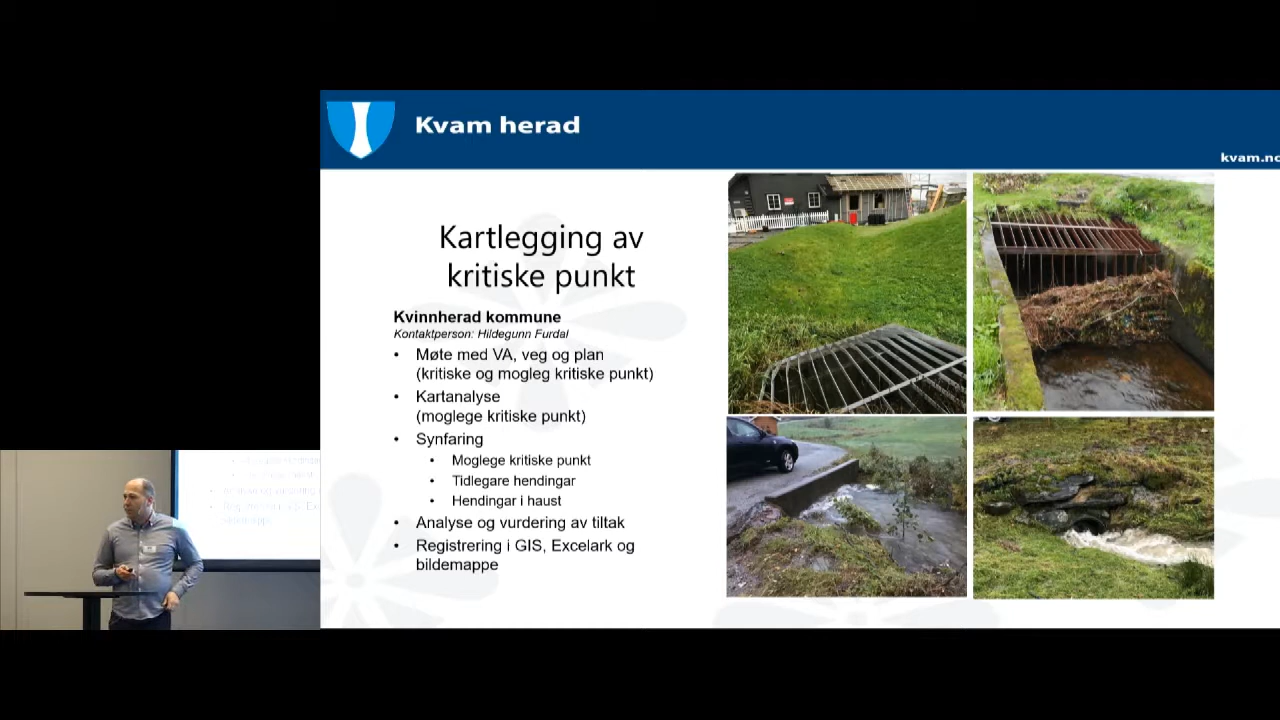 Kvam herad
kvam.no
Kartlegging av
kritiske punkt
Kvinnherad kommune
Kontaktperson: Hildegunn Furdal
• Møte med VA, veg og plan
(kritiske og mogleg kritiske punkt)
• Kartanalyse
(moglege kritiske punkt)
• Synfaring
• Moglege kritiske punkt
• Tidlegare hendingar
• Hendingar i haust
• Analyse og vurdering av tiltak
• Registrering i GIS, Excelark og
bildemappe